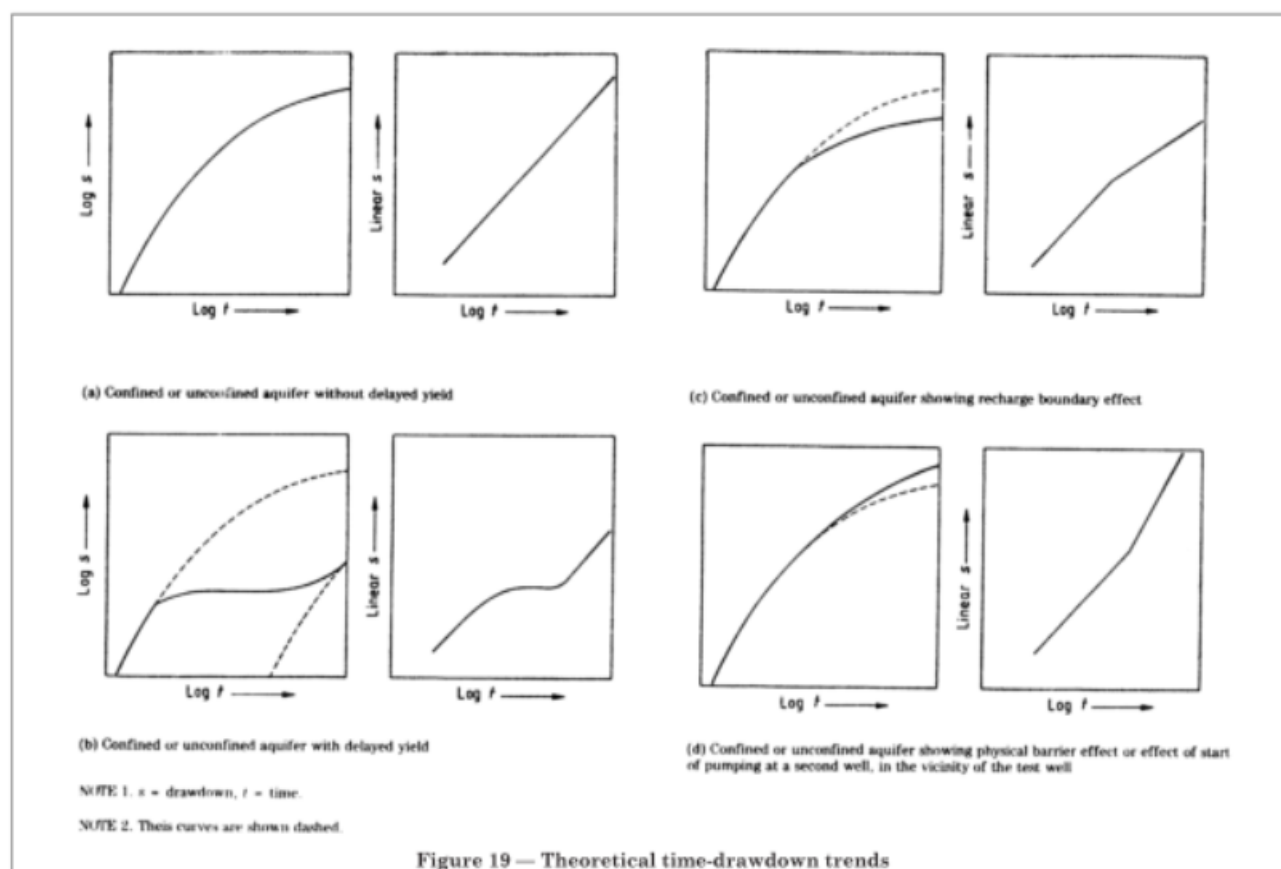 Log s
Log t
Linear s
Log t
(a) Confined or unconfined aquifer without delayed yield
Log s
Log t
Linear s
Log t
(b) Confined or unconfined aquifer with delayed yield
NOTE 1. s = drawdown, t = time.
NOTE 2. Theis curves are shown dashed.
Log t
Linear s
Log t
(c) Confined or unconfined aquifer showing recharge boundary effect
Log t
Linear s
Log t
(d) Confined or unconfined aquifer showing physical barrier effect or effect of start
of pumping at a second well, in the vicinity of the test well
Figure 19 — Theoretical time-drawdown trends